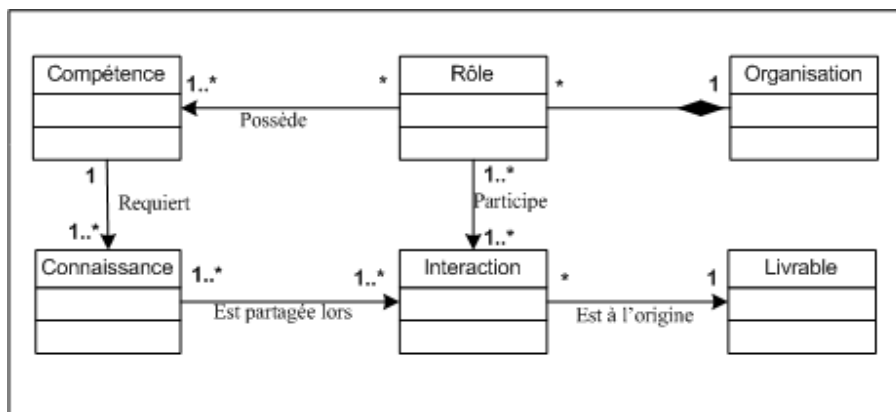 Compétence
Rôle
Organisation
1..*
*
*
1
Possède
1
1..*
Requiert
Participe
1..*
1..*
Connaissance
Interaction
Livrable
1..*
1..*
*
1
Est partagée lors
Est à l'origine